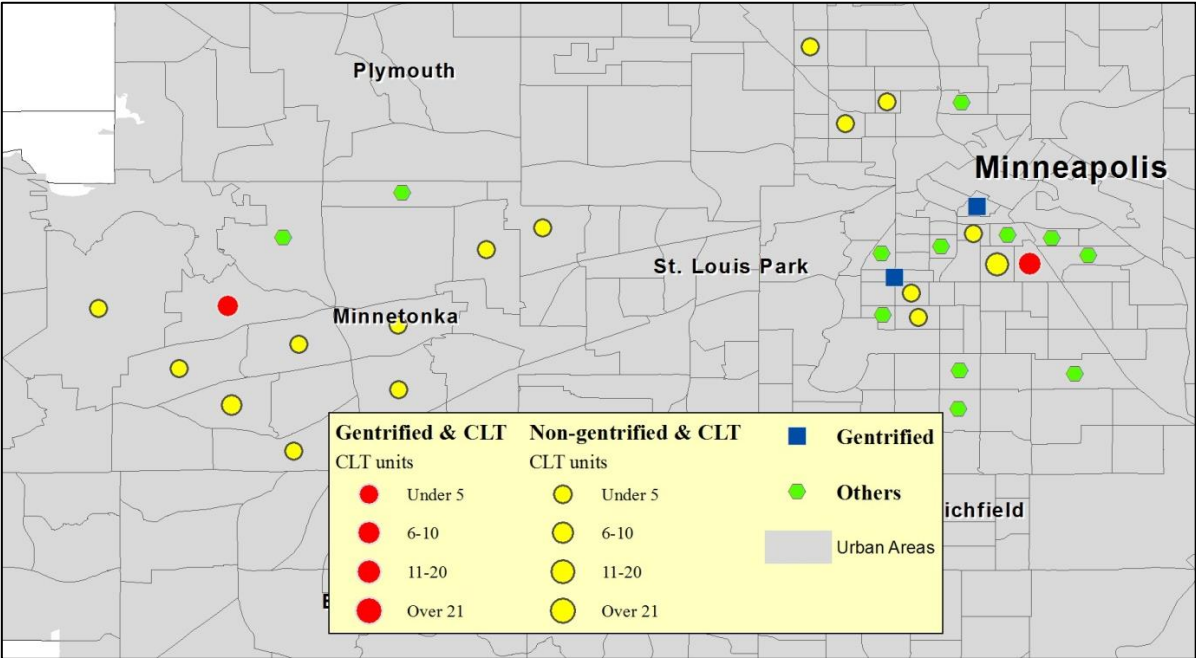 Plymouth
Minneapolis
St. Louis Park
Minnetonka
Gentrified & CLT
CLT units
Under 5
6-10
11-20
Over 21
Non-gentrified & CLT
CLT units
Under 5
6-10
11-20
Over 21
Gentrified
Others
Urban Areas
ichfield